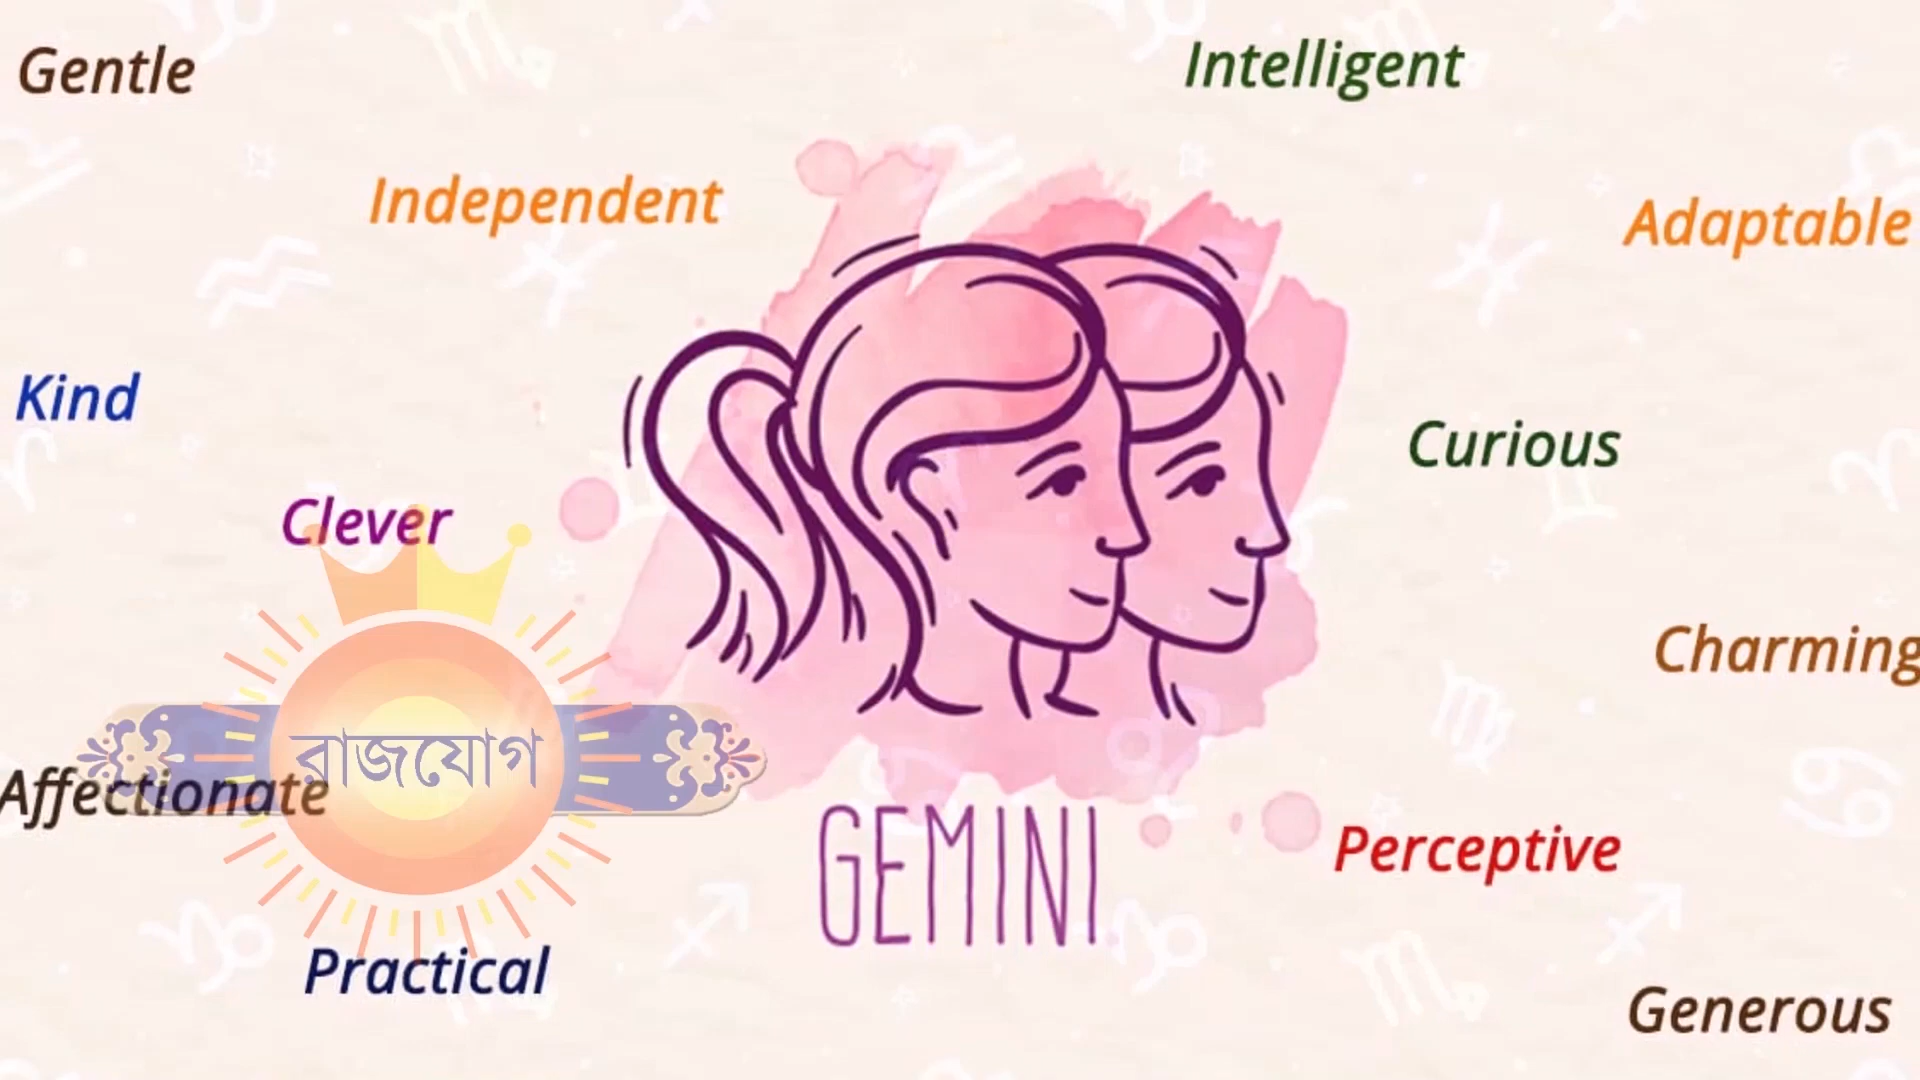 Gentle
Intelligent
Independent
Adaptable
Kind
Curious
Clever
Charming
রাজযোগ
Affectionate
Perceptive
GEMINI
Practical
Generous